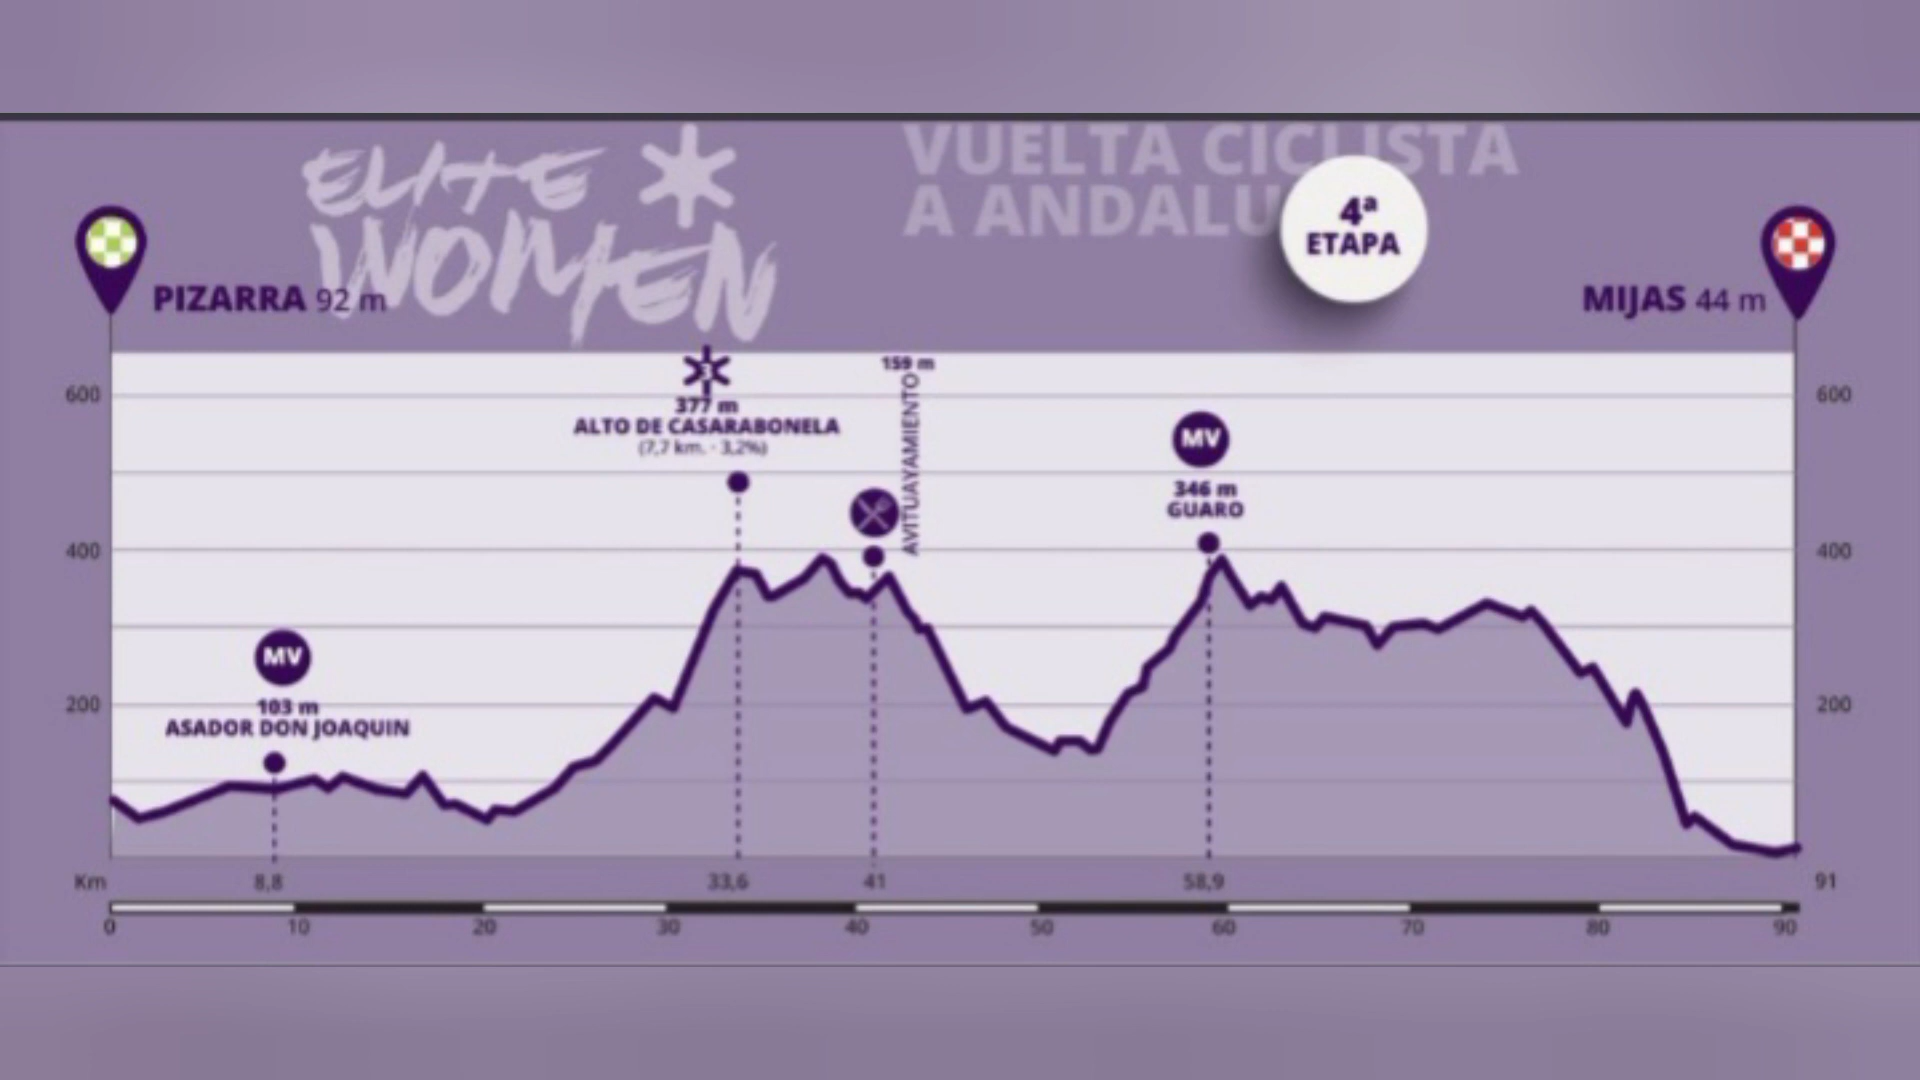 ELITE
WOMEN
VUELTA CICLISTA
A ANDALU
4ª
ETAPA
PIZARRA 92 m
MIJAS 44 m
3
377 m
ALTO DE CASARABONELA
(7,7 km. - 3,2%)
159 m
AVITUAYAMIENTO
MV
346 m
GUARO
MV
103 m
ASADOR DON JOAQUIN
600
400
200
600
400
200
Km 8,8 33,6 41 58,9 91
0 10 20 30 40 50 60 70 80 90